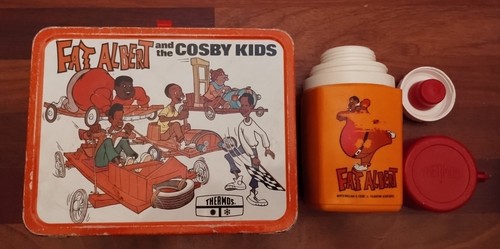 FAT ALBERT and the COSBY KIDS
THERMOS
FAT ALBERT